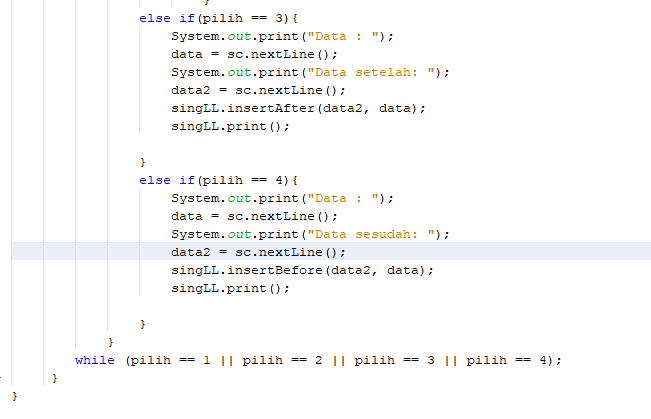 }
else if(pilih == 3){
System.out.print("Data : ");
data = sc.nextLine();
System.out.print("Data setelah: ");
data2 = sc.nextLine();
singLL.insertAfter(data2, data);
singLL.print();
}
else if(pilih == 4){
System.out.print("Data : ");
data = sc.nextLine();
System.out.print("Data sesudah: ");
data2 = sc.nextLine();
singLL.insertBefore(data2, data);
singLL.print();
}
}
while (pilih == 1 || pilih == 2 || pilih == 3 || pilih == 4);
}
}